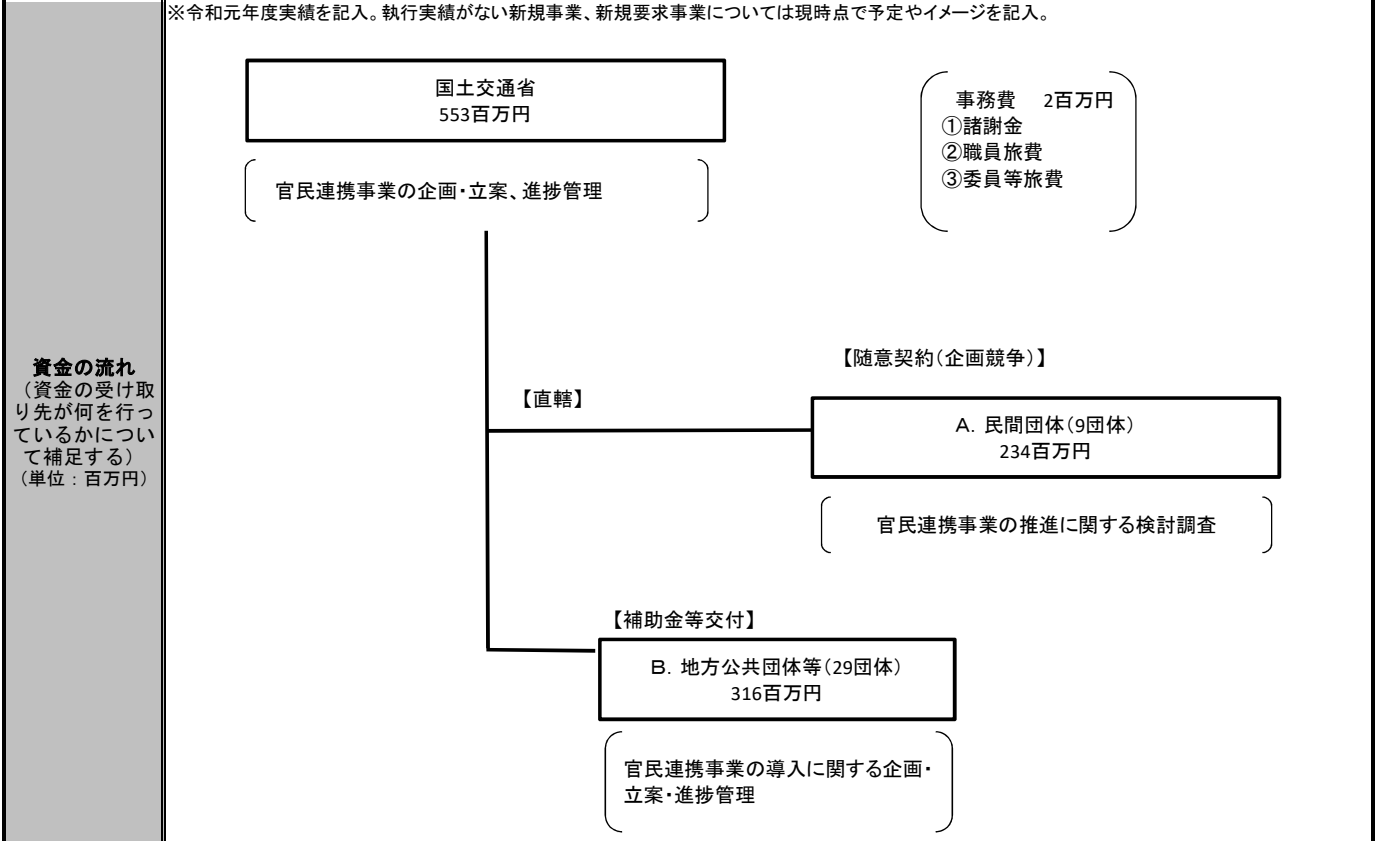 ※令和元年度実績を記入。執行実績がない新規事業、新規要求事業については現時点で予定やイメージを記入。
国土交通省
553百万円
官民連携事業の企画・立案、進捗管理
事務費　2百万円
①諸謝金
②職員旅費
③委員等旅費
資金の流れ
（資金の受け取
り先が何を行っ
ているかについ
て補足する）
（単位：百万円）
【随意契約(企画競争)】
【直轄】
A．民間団体（9団体）
234百万円
官民連携事業の推進に関する検討調査
【補助金等交付】
B．地方公共団体等（29団体）
316百万円
官民連携事業の導入に関する企画・
立案・進捗管理